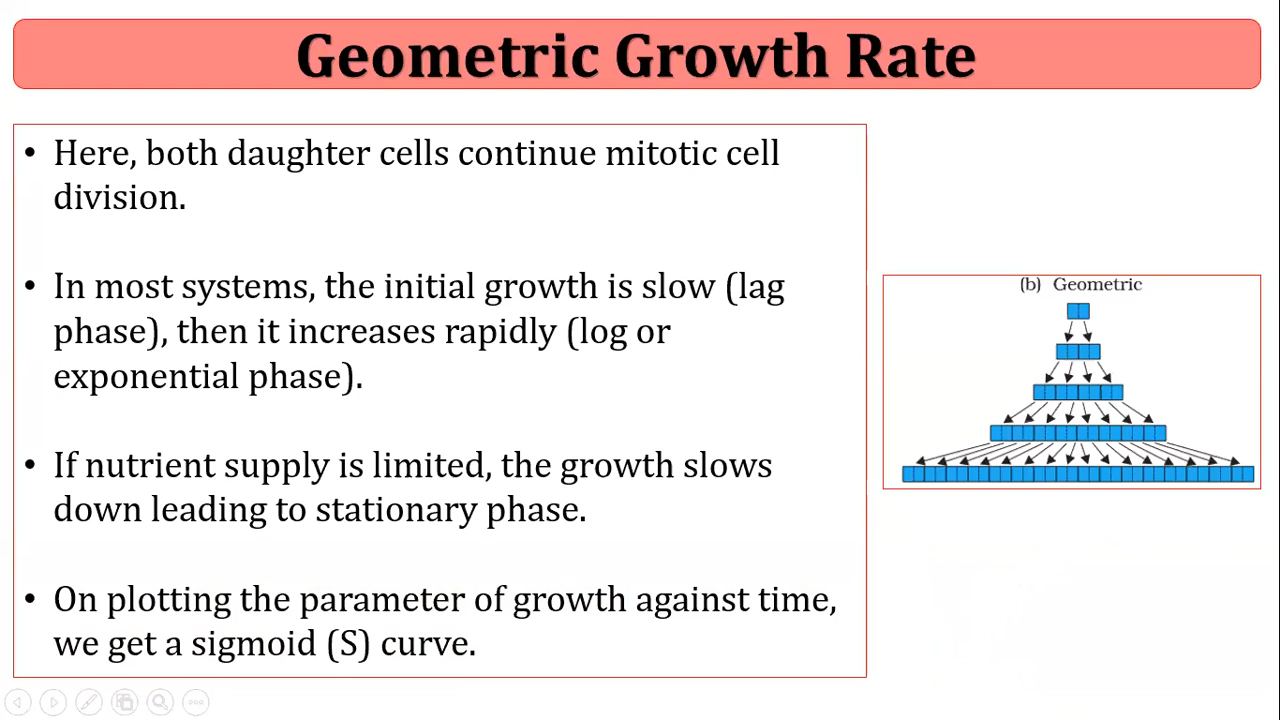 Geometric Growth Rate
• Here, both daughter cells continue mitotic cell
division.
• In most systems, the initial growth is slow (lag
phase), then it increases rapidly (log or
exponential phase).
• If nutrient supply is limited, the growth slows
down leading to stationary phase.
• On plotting the parameter of growth against time,
we get a sigmoid (S) curve.
(b) Geometric